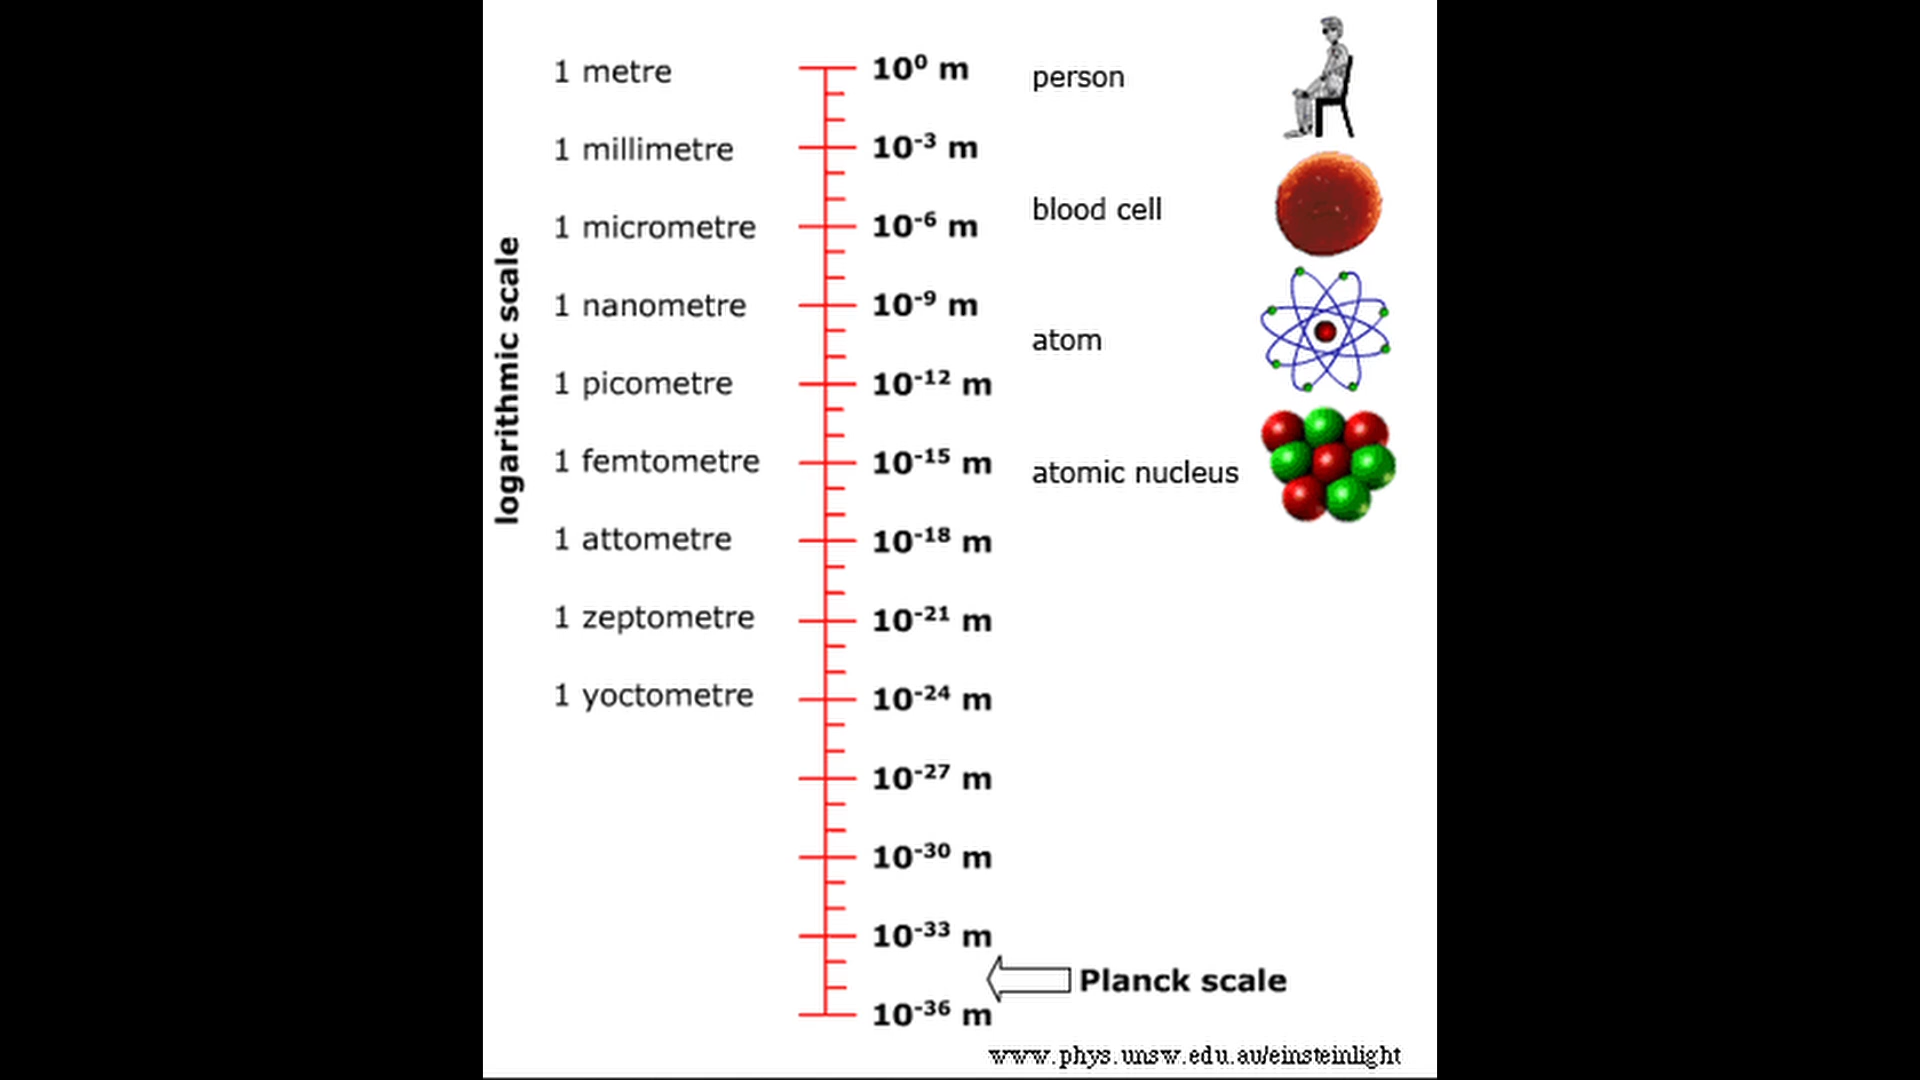 1 metre 10⁰ m person
1 millimetre 10⁻³ m
blood cell
1 micrometre 10⁻⁶ m
1 nanometre 10⁻⁹ m
atom
1 picometre 10⁻¹² m
1 femtometre 10⁻¹⁵ m
atomic nucleus
1 attometre 10⁻¹⁸ m
1 zeptometre 10⁻²¹ m
1 yoctometre 10⁻²⁴ m
10⁻²⁷ m
10⁻³⁰ m
10⁻³³ m
Planck scale
10⁻³⁶ m
logarithmic scale
www.phys.unsw.edu.au/einsteinlight